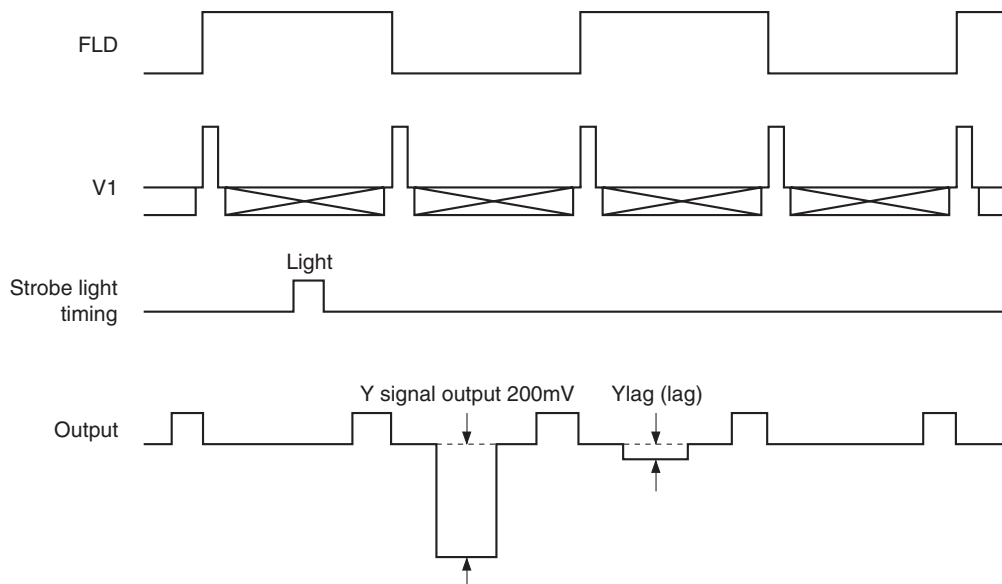 FLD
V1
Light
Strobe light
timing
Y signal output 200mV
Ylag (lag)
Output